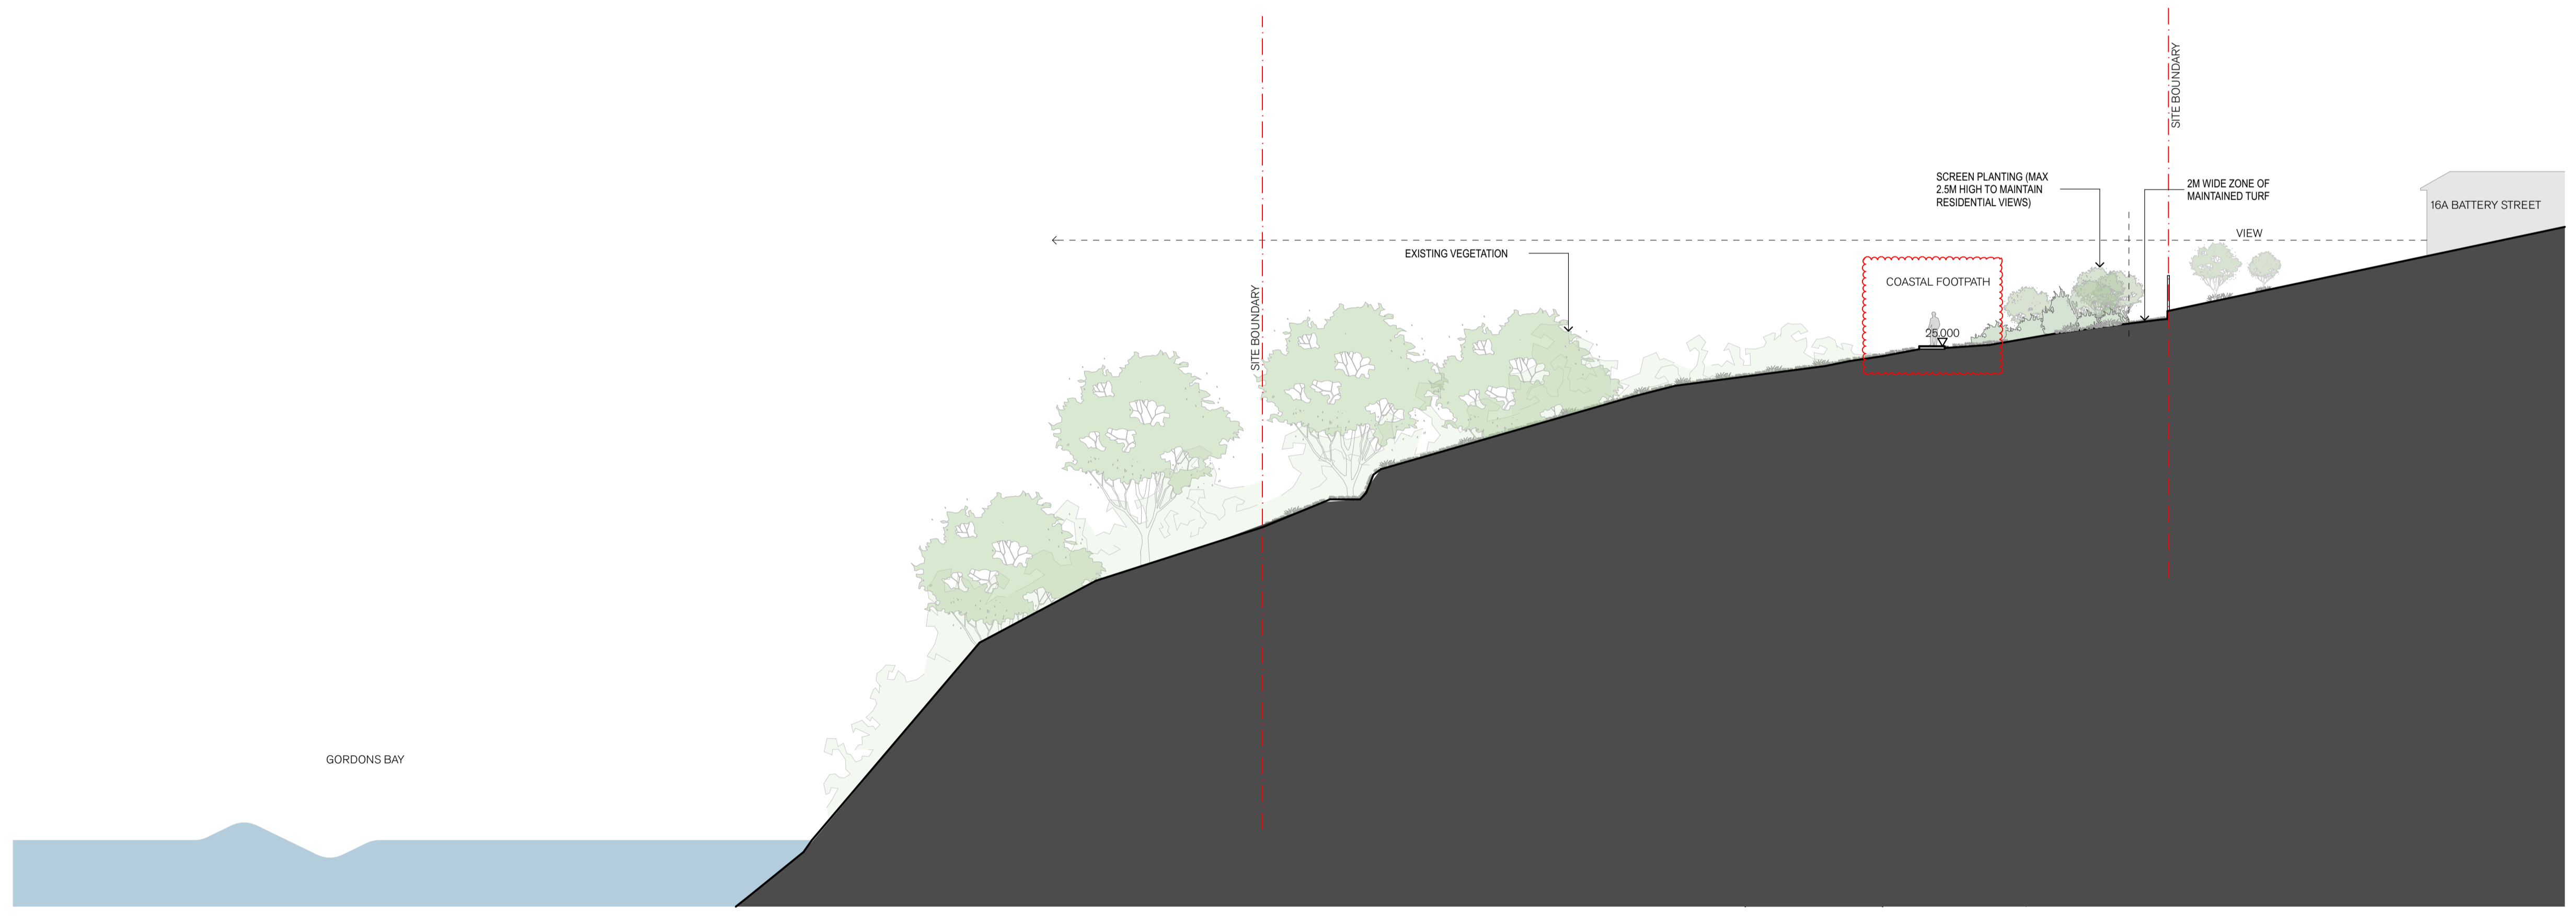 SITE BOUNDARY
SCREEN PLANTING (MAX
2.5M HIGH TO MAINTAIN
RESIDENTIAL VIEWS)
2M WIDE ZONE OF
MAINTAINED TURF
16A BATTERY STREET
VIEW
EXISTING VEGETATION
COASTAL FOOTPATH
SITE BOUNDARY
25.000
GORDONS BAY